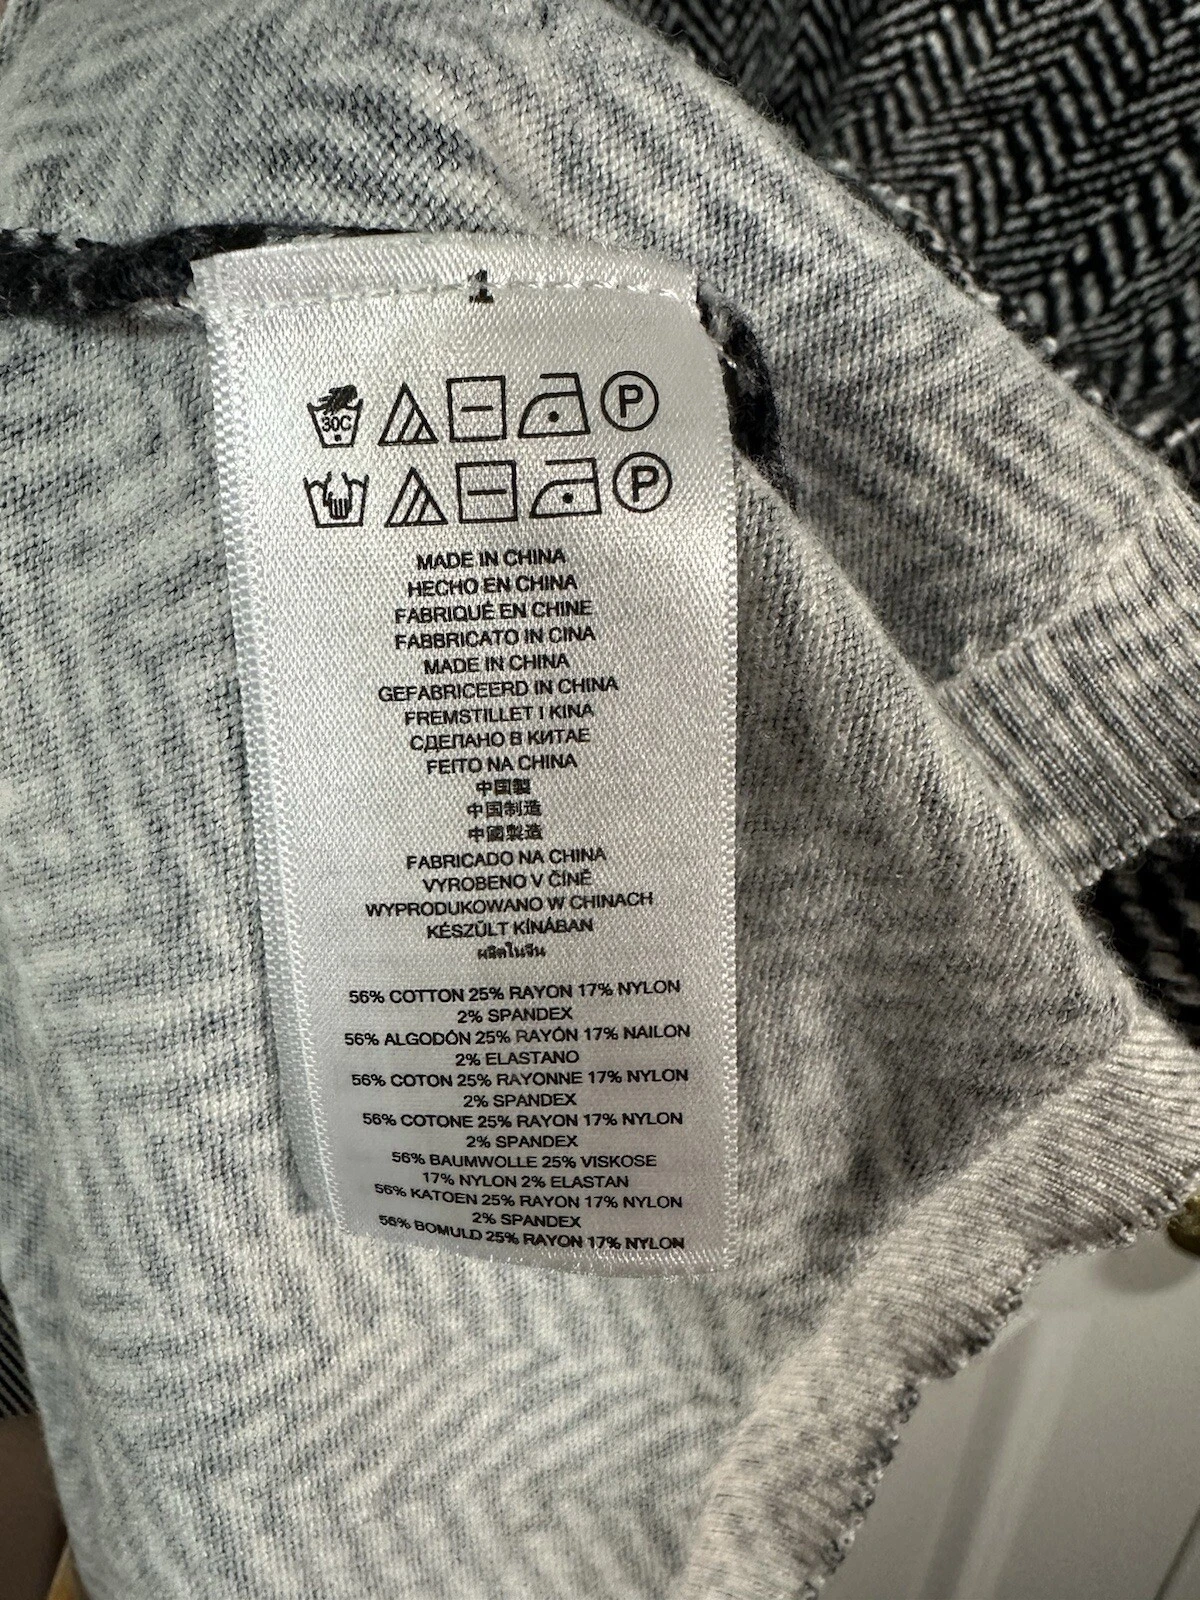 1
30C P
P
MADE IN CHINA
HECHO EN CHINA
FABRIQUÉ EN CHINE
FABBRICATO IN CINA
MADE IN CHINA
GEFABRICEERD IN CHINA
FREMSTILLET I KINA
СДЕЛАНО В КИТАЕ
FEITO NA CHINA
中国製
中国制造
中國製造
FABRICADO NA CHINA
VYROBENO V ČÍNĚ
WYPRODUKOWANO W CHINACH
KÉSZÜLT KÍNÁBAN
ผลิตในจีน
56% COTTON 25% RAYON 17% NYLON
2% SPANDEX
56% ALGODÓN 25% RAYÓN 17% NAILON
2% ELASTANO
56% COTON 25% RAYONNE 17% NYLON
2% SPANDEX
56% COTONE 25% RAYON 17% NYLON
2% SPANDEX
56% BAUMWOLLE 25% VISKOSE
17% NYLON 2% ELASTAN
56% KATOEN 25% RAYON 17% NYLON
2% SPANDEX
56% BOMULD 25% RAYON 17% NYLON